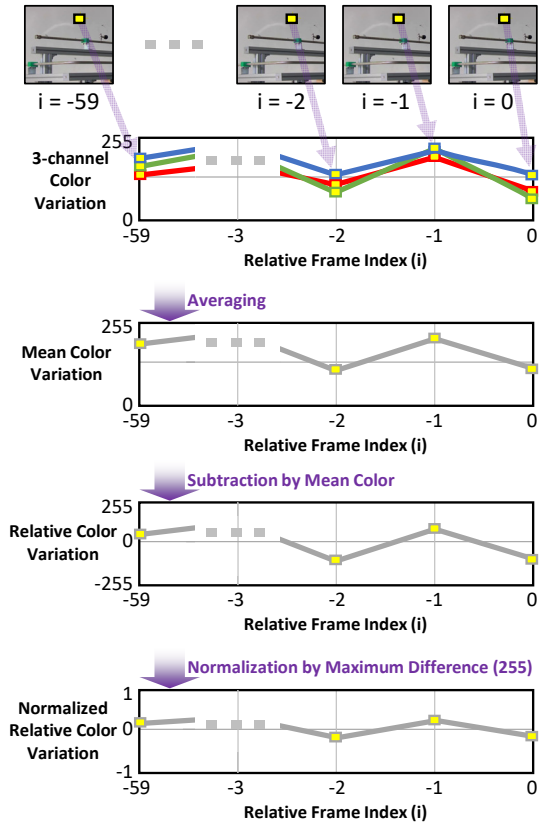 i = -59
i = -2
i = -1
i = 0
3-channel
Color
Variation
255
0
-59
-3
-2
-1
0
Relative Frame Index (i)
Averaging
Mean Color
Variation
255
0
-59
-3
-2
-1
0
Relative Frame Index (i)
Subtraction by Mean Color
Relative Color
Variation
255
0
-255
-59
-3
-2
-1
0
Relative Frame Index (i)
Normalization by Maximum Difference (255)
Normalized
Relative Color
Variation
1
0
-1
-59
-3
-2
-1
0
Relative Frame Index (i)